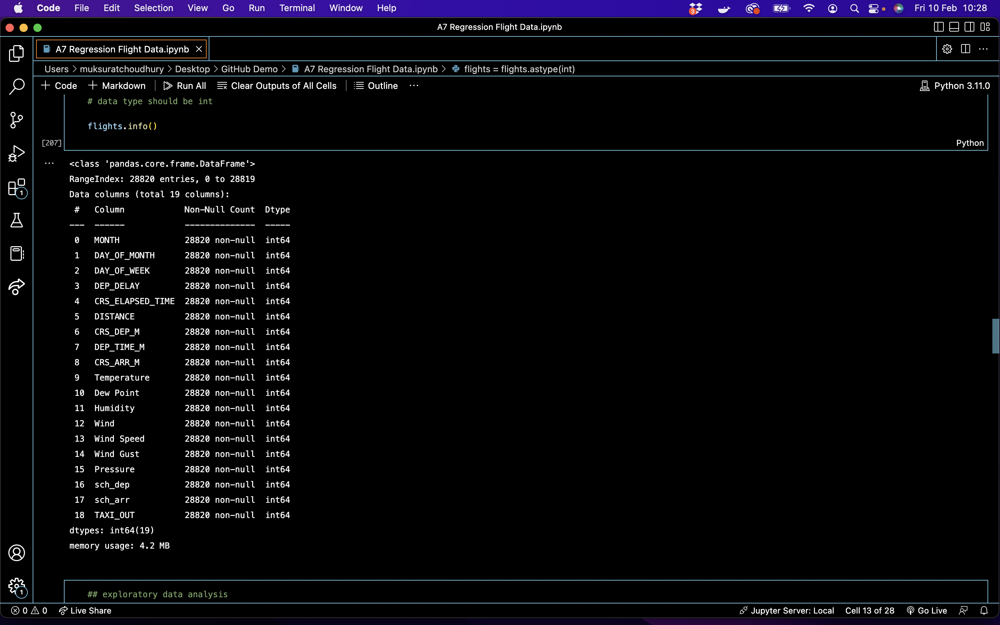 Code File Edit Selection View Go Run Terminal Window Help 3 Fri 10 Feb 10:28
A7 Regression Flight Data.ipynb
A7 Regression Flight Data.ipynb
Users > muksuratchoudhury > Desktop > GitHub Demo > A7 Regression Flight Data.ipynb > flights = flights.astype(int)
+ Code + Markdown Run All Clear Outputs of All Cells Outline ... Python 3.11.0
# data type should be int
flights.info()
[207] Python
<class 'pandas.core.frame.DataFrame'>
RangeIndex: 28820 entries, 0 to 28819
Data columns (total 19 columns):
# Column Non-Null Count Dtype
--- ------ -------------- -----
0 MONTH 28820 non-null int64
1 DAY_OF_MONTH 28820 non-null int64
2 DAY_OF_WEEK 28820 non-null int64
3 DEP_DELAY 28820 non-null int64
4 CRS_ELAPSED_TIME 28820 non-null int64
5 DISTANCE 28820 non-null int64
6 CRS_DEP_M 28820 non-null int64
7 DEP_TIME_M 28820 non-null int64
8 CRS_ARR_M 28820 non-null int64
9 Temperature 28820 non-null int64
10 Dew Point 28820 non-null int64
11 Humidity 28820 non-null int64
12 Wind 28820 non-null int64
13 Wind Speed 28820 non-null int64
14 Wind Gust 28820 non-null int64
15 Pressure 28820 non-null int64
16 sch_dep 28820 non-null int64
17 sch_arr 28820 non-null int64
18 TAXI_OUT 28820 non-null int64
dtypes: int64(19)
memory usage: 4.2 MB
## exploratory data analysis
1
1
0 0 Live Share Jupyter Server: Local Cell 13 of 28 Go Live